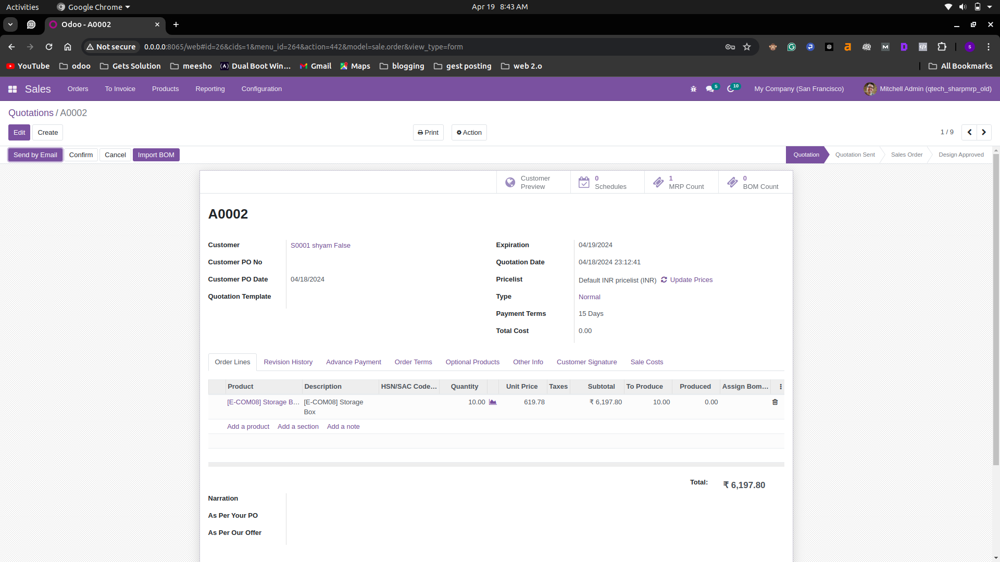 Activities Google Chrome Apr 19 8:43 AM
32 Odoo - A0002
Not secure 0.0.0.0:8065/web#id=26&cids=1&menu_id=264&action=442&model=sale.order&view_type=form
YouTube odoo Gets Solution meesho Dual Boot Win... Gmail Maps blogging gest posting web 2.o All Bookmarks
Sales Orders To Invoice Products Reporting Configuration 5 10 My Company (San Francisco) Mitchell Admin (qtech_sharpmrp_old)
Quotations / A0002
Edit Create Print Action 1 / 9
Send by Email Confirm Cancel Import BOM Quotation Quotation Sent Sales Order Design Approved
Customer Preview 0 Schedules 1 MRP Count 0 BOM Count
A0002
Customer S0001 shyam False Expiration 04/19/2024
Customer PO No Quotation Date 04/18/2024 23:12:41
Customer PO Date 04/18/2024 Pricelist Default INR pricelist (INR) Update Prices
Quotation Template Type Normal
Payment Terms 15 Days
Total Cost 0.00
Order Lines Revision History Advance Payment Order Terms Optional Products Other Info Customer Signature Sale Costs
Product Description HSN/SAC Code... Quantity Unit Price Taxes Subtotal To Produce Produced Assign Bom...
[E-COM08] Storage B... [E-COM08] Storage Box 10.00 619.78 ₹ 6,197.80 10.00 0.00
Add a product Add a section Add a note
Total: ₹ 6,197.80
Narration
As Per Your PO
As Per Our Offer